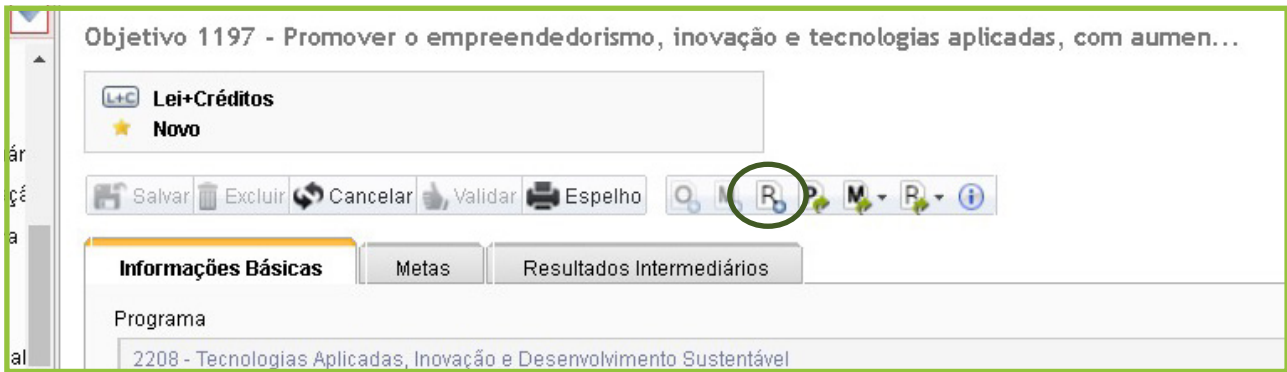 Objetivo 1197 - Promover o empreendedorismo, inovação e tecnologias aplicadas, com aumen...
L+C Lei+Créditos
Novo
Salvar Excluir Cancelar Validar Espelho O M R P M R i
Informações Básicas Metas Resultados Intermediários
Programa
2208 - Tecnologias Aplicadas, Inovação e Desenvolvimento Sustentável